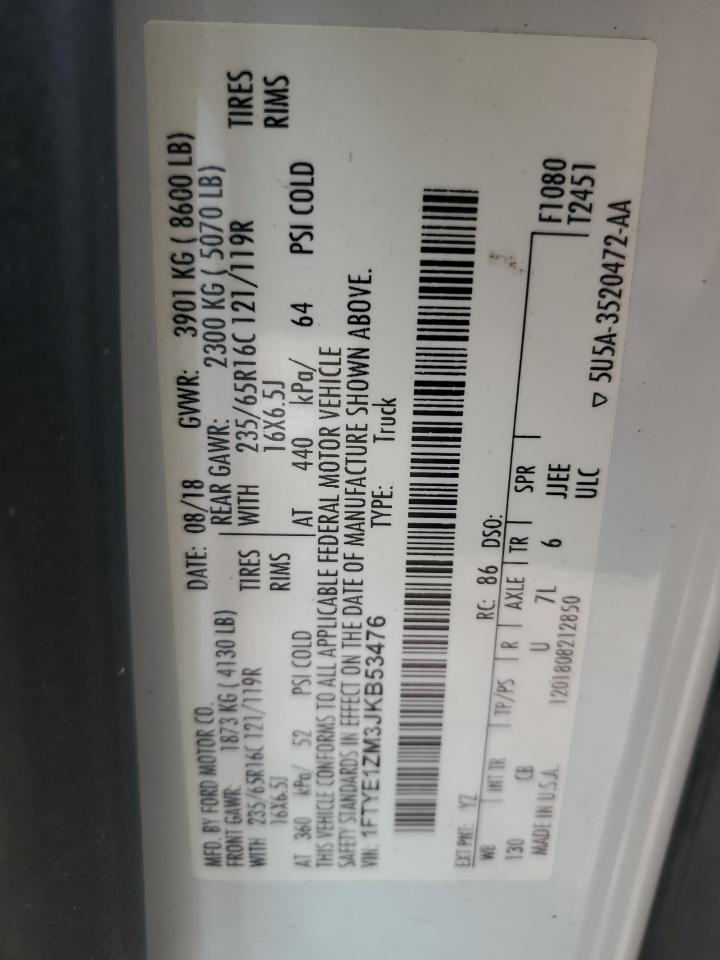 MFD. BY FORD MOTOR CO.
DATE: 08/18 GVWR: 3901 KG ( 8600 LB)
FRONT GAWR: 1873 KG ( 4130 LB) REAR GAWR: 2300 KG ( 5070 LB)
WITH 235/65R16C 121/119R TIRES WITH 235/65R16C 121/119R TIRES
16X6.5J RIMS 16X6.5J RIMS
AT 360 kPa/ 52 PSI COLD AT 440 kPa/ 64 PSI COLD
THIS VEHICLE CONFORMS TO ALL APPLICABLE FEDERAL MOTOR VEHICLE
SAFETY STANDARDS IN EFFECT ON THE DATE OF MANUFACTURE SHOWN ABOVE.
VIN: 1FTYE1ZM3JKB53476 TYPE: Truck
EXT PNT: YZ RC: 86 DSO:
WB INT TR TP/PS R AXLE TR SPR F1080
130 CB U 7L 6 JJEE T2451
MADE IN U.S.A. 1201808212850 ULC
▽ 5U5A-3520472-AA